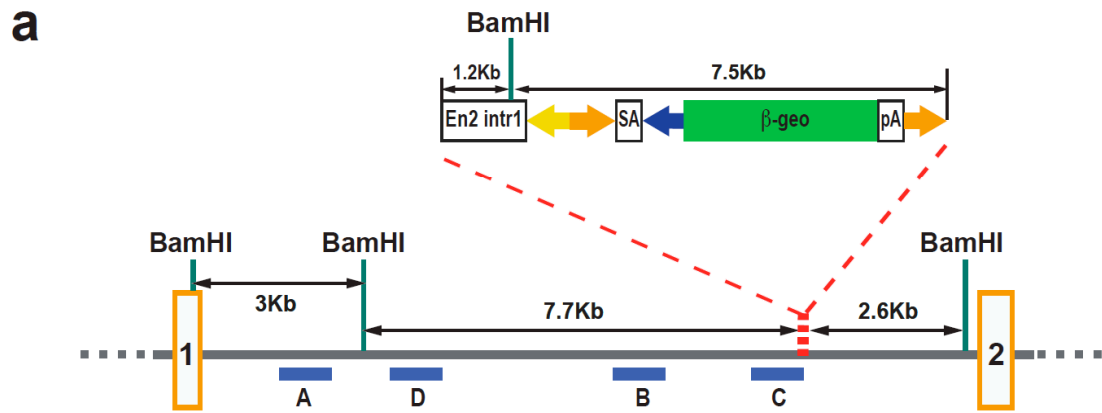 a
BamHI
1.2Kb
7.5Kb
En2 intr1
SA
β-geo
pA
BamHI
BamHI
BamHI
3Kb
7.7Kb
2.6Kb
1
2
A
D
B
C